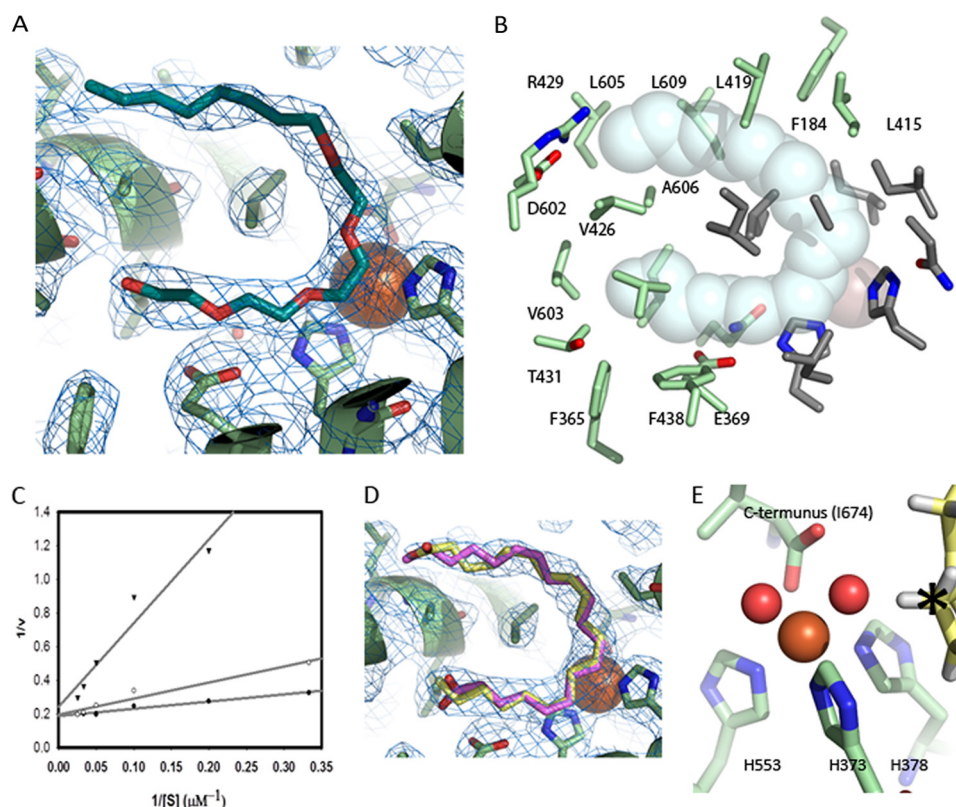 A
B
R429 L605 L609 L419
F184 L415
D602
A606
V426
V603
T431
F365 F438 E369
C
1.4
1.2
1.0
0.8
0.6
0.4
0.2
0.0
1/v
0.00 0.05 0.10 0.15 0.20 0.25 0.30 0.35
1/[S] (µM⁻¹)
D
E
C-termunus (I674)
*
H553 H373 H378